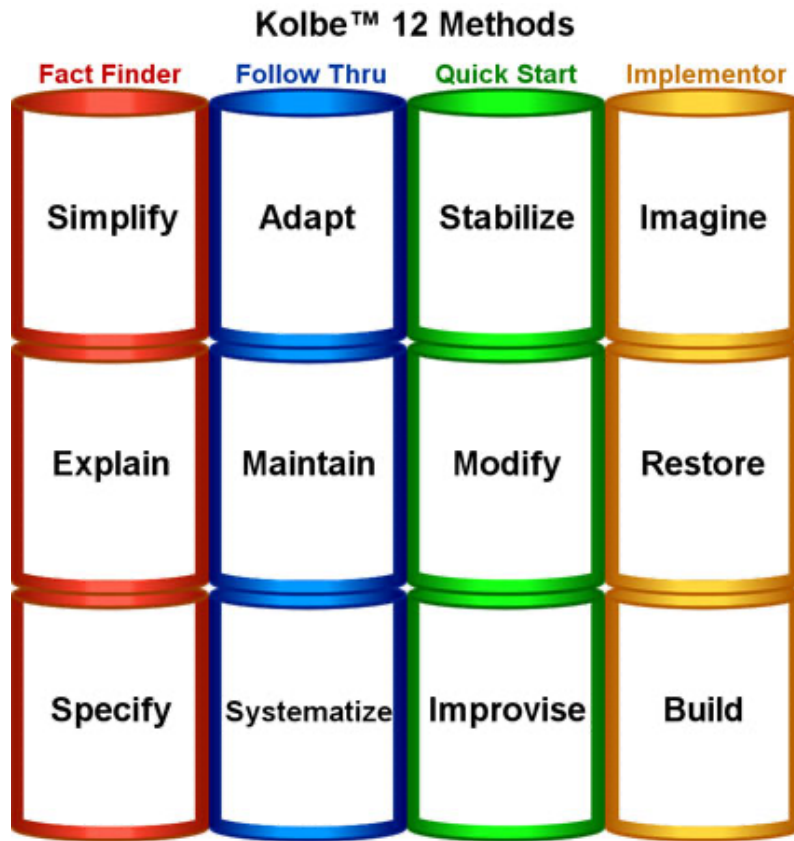 Kolbe™ 12 Methods
Fact Finder Follow Thru Quick Start Implementor
Simplify Adapt Stabilize Imagine
Explain Maintain Modify Restore
Specify Systematize Improvise Build